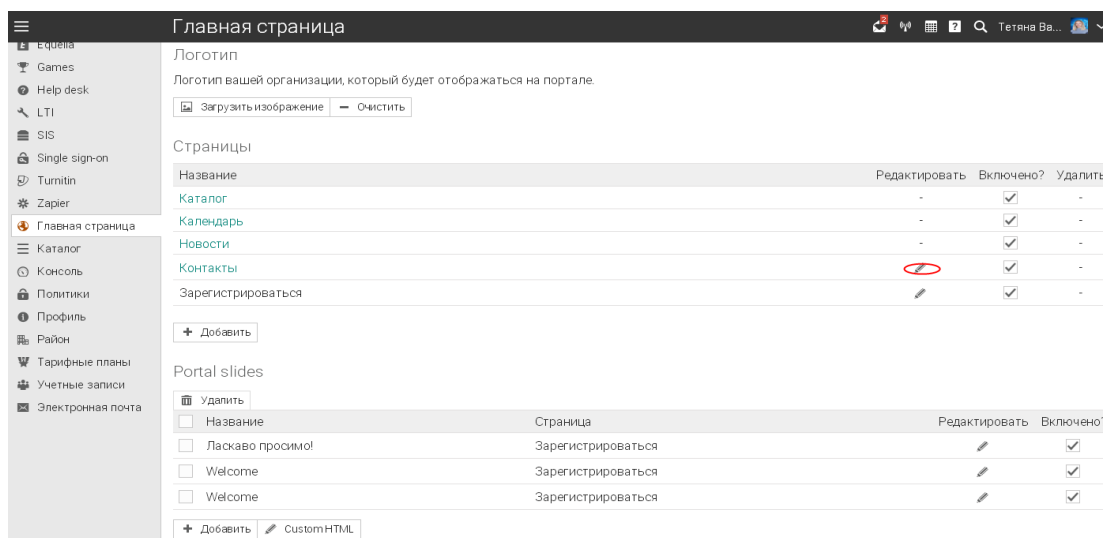 Главная страница
2
Тетяна Ва...
Equella
Games
Help desk
LTI
SIS
Single sign-on
Turnitin
Zapier
Главная страница
Каталог
Консоль
Политики
Профиль
Район
Тарифные планы
Учетные записи
Электронная почта
Логотип
Логотип вашей организации, который будет отображаться на портале.
Загрузить изображение Очистить
Страницы
Название Редактировать Включено? Удалить
Каталог - -
Календарь - -
Новости - -
Контакты -
Зарегистрироваться -
Добавить
Portal slides
Удалить
Название Страница Редактировать Включено?
Ласкаво просимо! Зарегистрироваться
Welcome Зарегистрироваться
Welcome Зарегистрироваться
Добавить Custom HTML